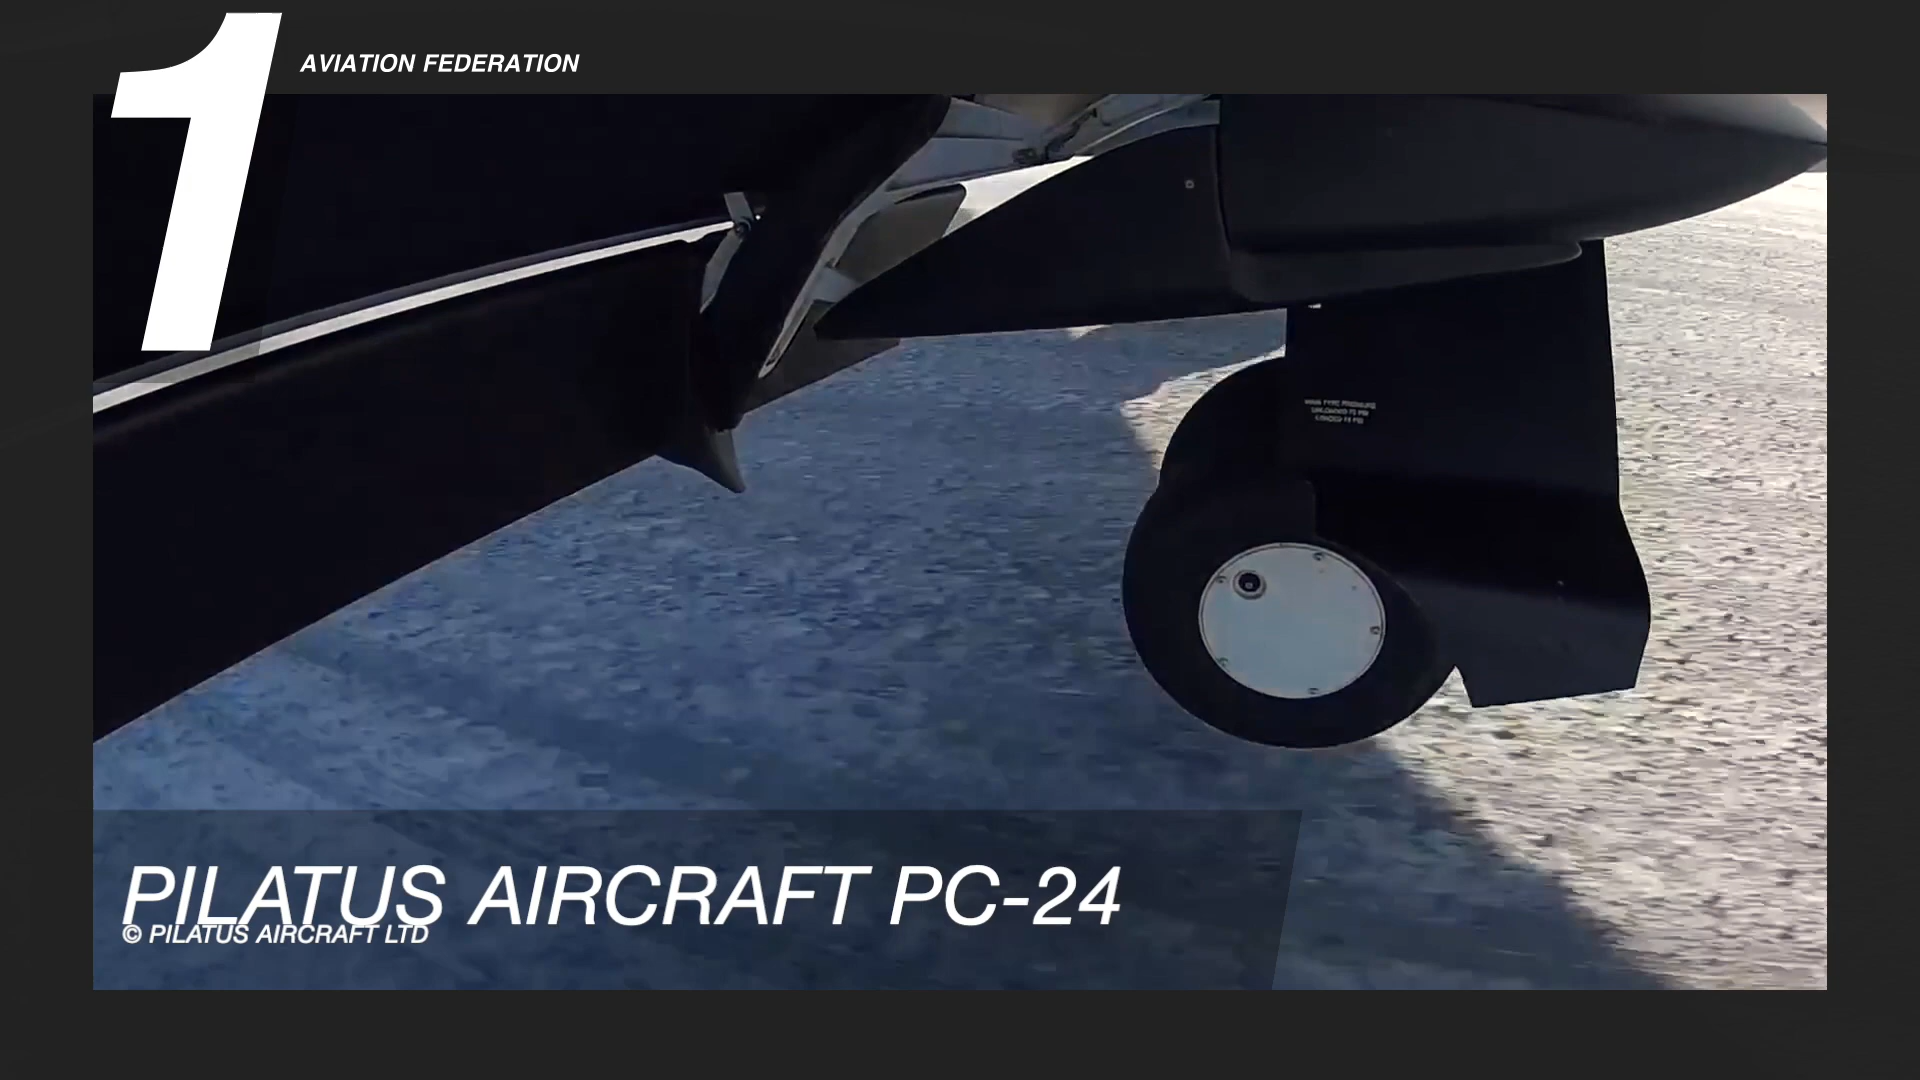 1
AVIATION FEDERATION
PILATUS AIRCRAFT PC-24
© PILATUS AIRCRAFT LTD